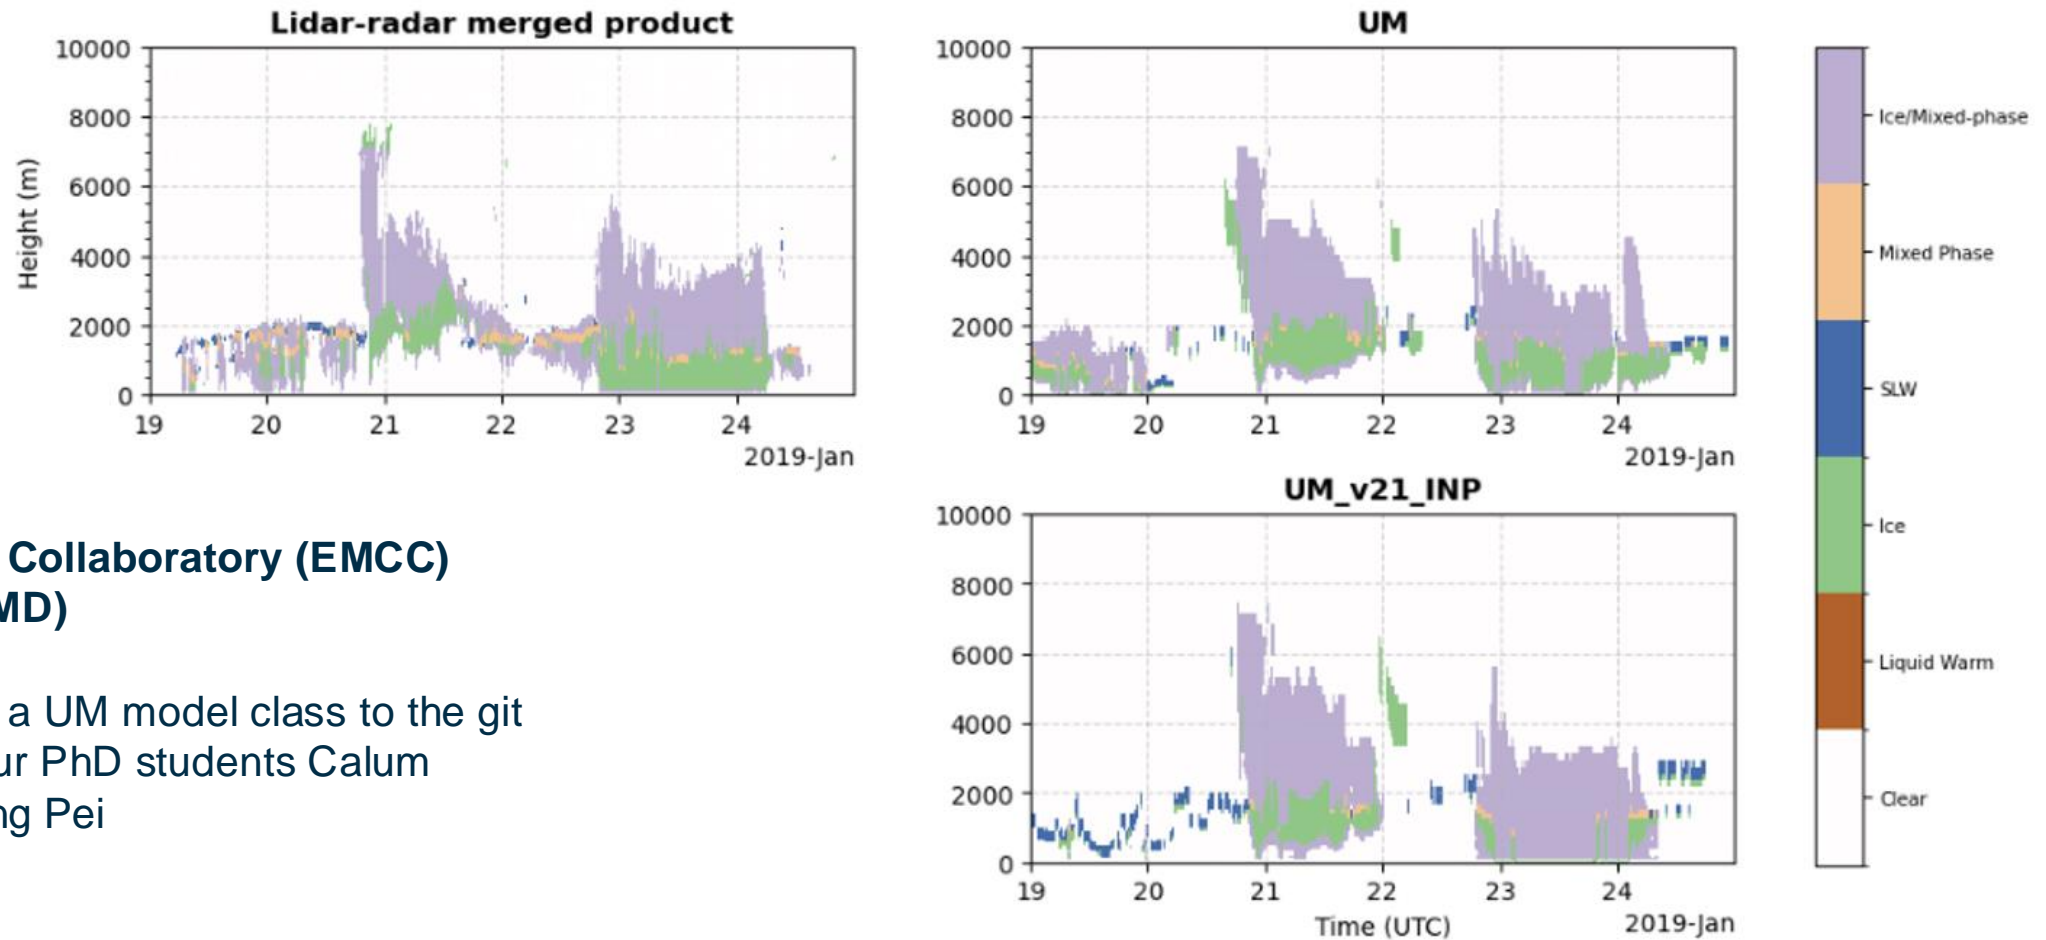 Lidar-radar merged product
10000
8000
6000
4000
2000
0
Height (m)
19 20 21 22 23 24
2019-Jan
UM
10000
8000
6000
4000
2000
0
19 20 21 22 23 24
2019-Jan
UM_v21_INP
10000
8000
6000
4000
2000
0
19 20 21 22 23 24
Time (UTC)
2019-Jan
Ice/Mixed-phase
Mixed Phase
SLW
Ice
Liquid Warm
Clear
Collaboratory (EMCC)
MD)
a UM model class to the git
ur PhD students Calum
ng Pei